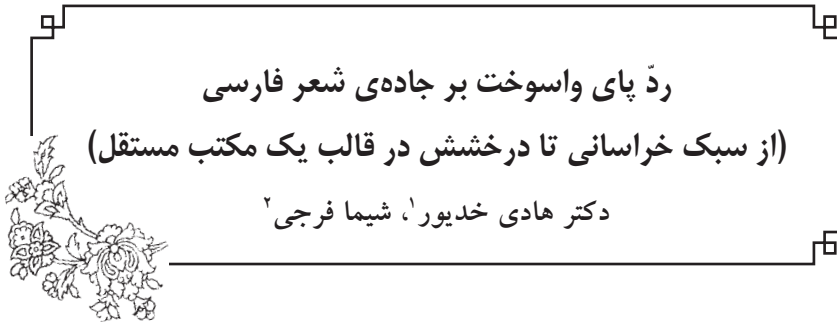 ردّ پای واسوخت بر جاده‌ی شعر فارسی
(از سبک خراسانی تا درخشش در قالب یک مکتب مستقل)
دکتر هادی خدیور۱، شیما فرجی۲